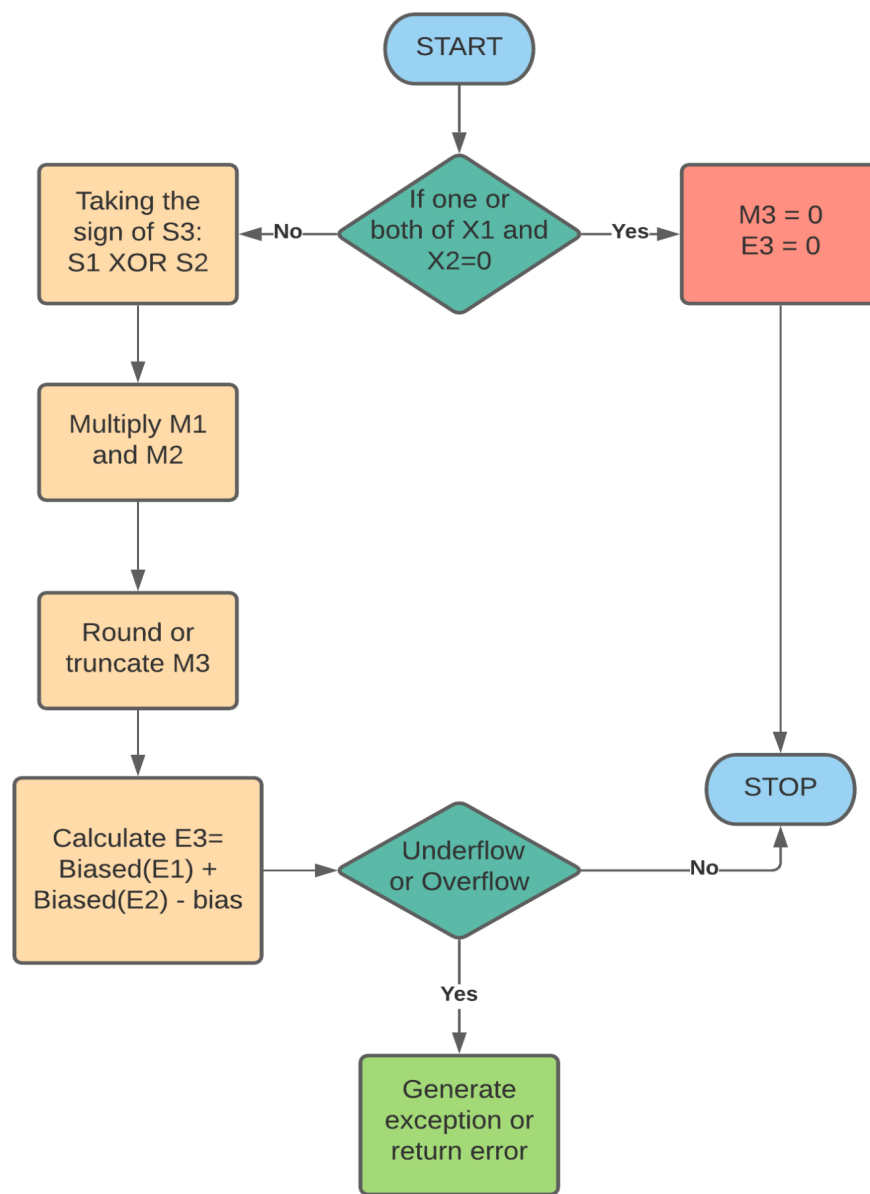 START
If one or
both of X1 and
X2=0
No
Yes
Taking the
sign of S3:
S1 XOR S2
M3 = 0
E3 = 0
Multiply M1
and M2
Round or
truncate M3
Calculate E3=
Biased(E1) +
Biased(E2) - bias
Underflow
or Overflow
No
STOP
Yes
Generate
exception or
return error